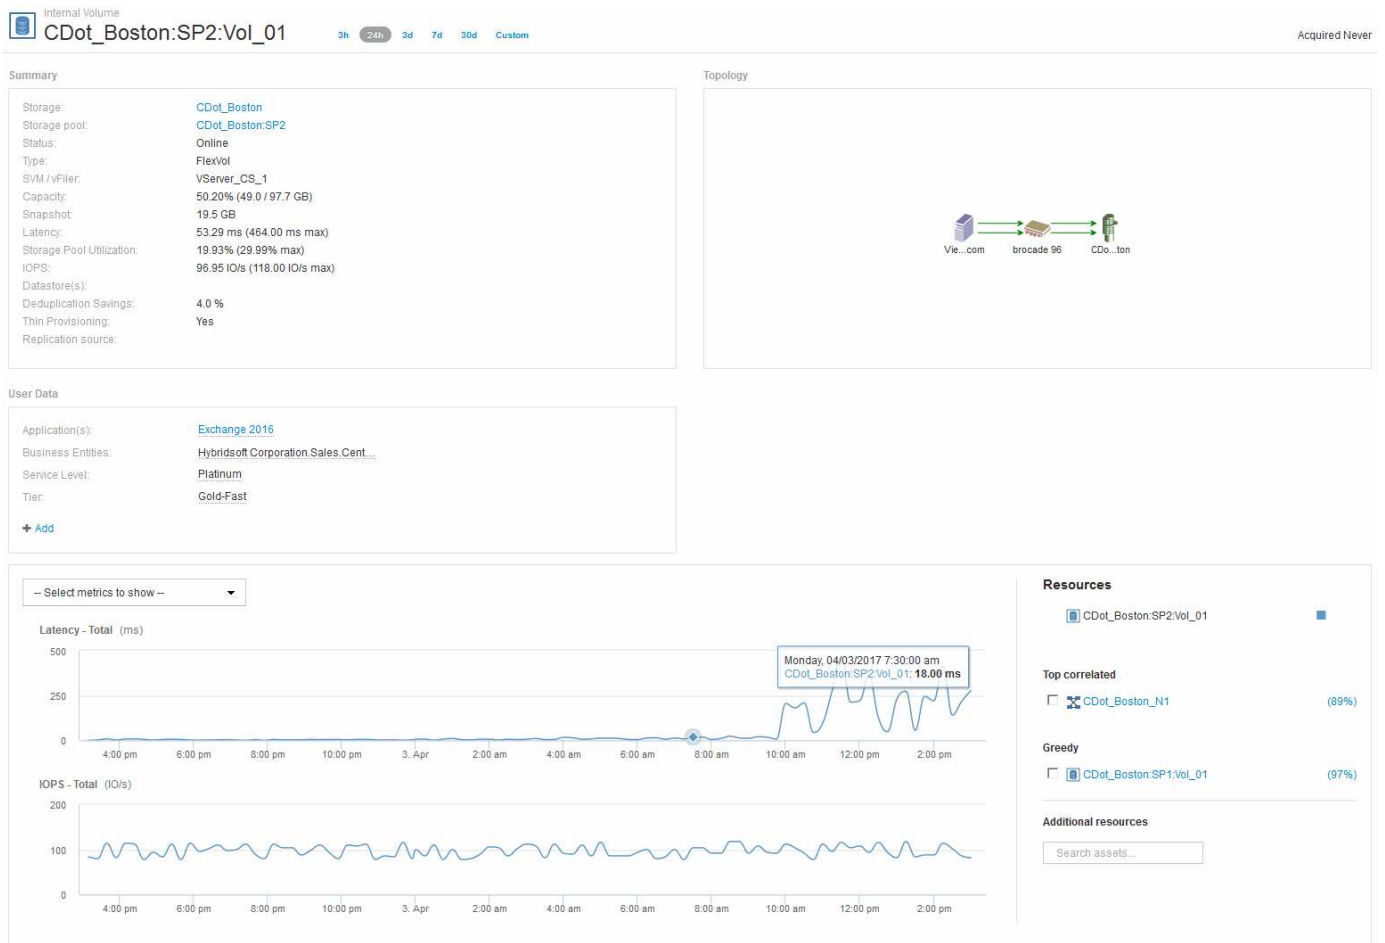 Internal Volume
CDot_Boston:SP2:Vol_01
3h 24h 3d 7d 30d Custom
Acquired Never
Summary
Storage: CDot_Boston
Storage pool: CDot_Boston:SP2
Status: Online
Type: FlexVol
SVM / vFiler: VServer_CS_1
Capacity: 50.20% (49.0 / 97.7 GB)
Snapshot: 19.5 GB
Latency: 53.29 ms (464.00 ms max)
Storage Pool Utilization: 19.93% (29.99% max)
IOPS: 96.95 IO/s (118.00 IO/s max)
Datastore(s):
Deduplication Savings: 4.0 %
Thin Provisioning: Yes
Replication source:
Topology
Vie...com brocade 96 CDo...ton
User Data
Application(s): Exchange 2016
Business Entities: Hybridsoft Corporation.Sales.Cent...
Service Level: Platinum
Tier: Gold-Fast
+ Add
-- Select metrics to show --
Latency - Total (ms)
500
250
0
Monday, 04/03/2017 7:30:00 am
CDot_Boston:SP2:Vol_01: 18.00 ms
4:00 pm 6:00 pm 8:00 pm 10:00 pm 3. Apr 2:00 am 4:00 am 6:00 am 8:00 am 10:00 am 12:00 pm 2:00 pm
IOPS - Total (IO/s)
200
100
0
4:00 pm 6:00 pm 8:00 pm 10:00 pm 3. Apr 2:00 am 4:00 am 6:00 am 8:00 am 10:00 am 12:00 pm 2:00 pm
Resources
CDot_Boston:SP2:Vol_01
Top correlated
CDot_Boston_N1 (89%)
Greedy
CDot_Boston:SP1:Vol_01 (97%)
Additional resources
Search assets...